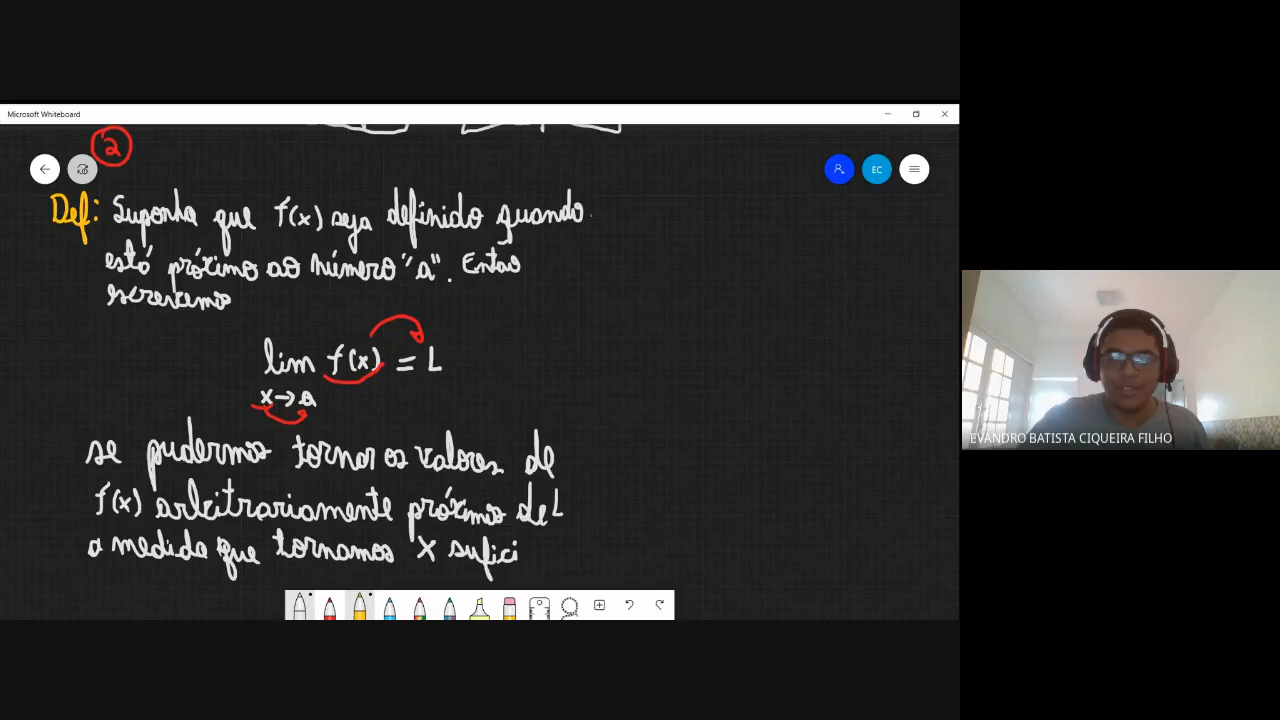 Microsoft Whiteboard
2
EC
Def: Suponha que f(x) seja definido quando
está próximo ao número "a". Entao
escrevemos
lim f(x) = L
x→a
se pudermos tornar os valores de
f(x) arbitrariamente próximos de L
a medida que tornamos x sufici
EVANDRO BATISTA CIQUEIRA FILHO